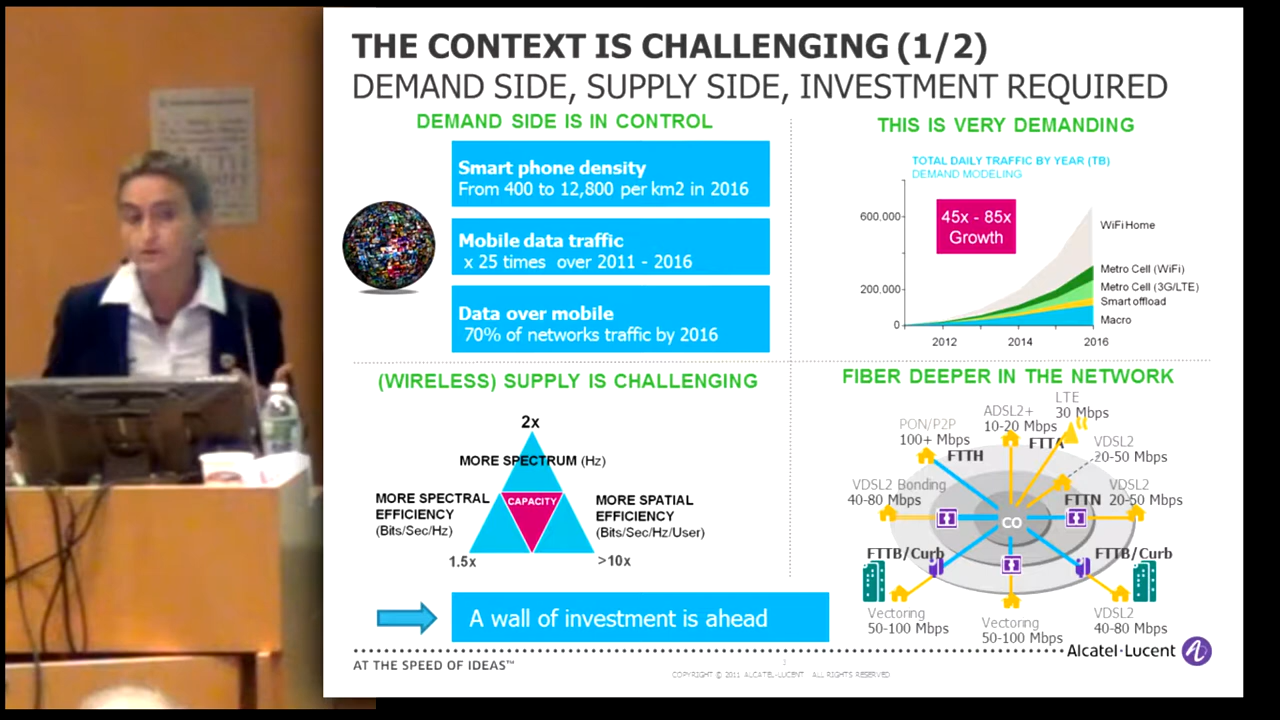 THE CONTEXT IS CHALLENGING (1/2)
DEMAND SIDE, SUPPLY SIDE, INVESTMENT REQUIRED
DEMAND SIDE IS IN CONTROL
Smart phone density
From 400 to 12,800 per km2 in 2016
Mobile data traffic
x 25 times over 2011 - 2016
Data over mobile
70% of networks traffic by 2016
THIS IS VERY DEMANDING
TOTAL DAILY TRAFFIC BY YEAR (TB)
DEMAND MODELING
600.000
200.000
0
45x - 85x
Growth
WiFi Home
Metro Cell (WiFi)
Metro Cell (3G/LTE)
Smart offload
Macro
2012
2014
2016
(WIRELESS) SUPPLY IS CHALLENGING
2x
MORE SPECTRUM (Hz)
MORE SPECTRAL
EFFICIENCY
(Bits/Sec/Hz)
CAPACITY
MORE SPATIAL
EFFICIENCY
(Bits/Sec/Hz/User)
1.5x
>10x
FIBER DEEPER IN THE NETWORK
LTE
30 Mbps
ADSL2+
10-20 Mbps
PON/P2P
100+ Mbps
FTTA
FTTH
VDSL2
20-50 Mbps
VDSL2 Bonding
40-80 Mbps
VDSL2
20-50 Mbps
FTTN
CO
FTTB/Curb
FTTB/Curb
Vectoring
50-100 Mbps
Vectoring
50-100 Mbps
VDSL2
40-80 Mbps
A wall of investment is ahead
AT THE SPEED OF IDEAS™
3
COPYRIGHT © 2011 ALCATEL-LUCENT ALL RIGHTS RESERVED
Alcatel·Lucent